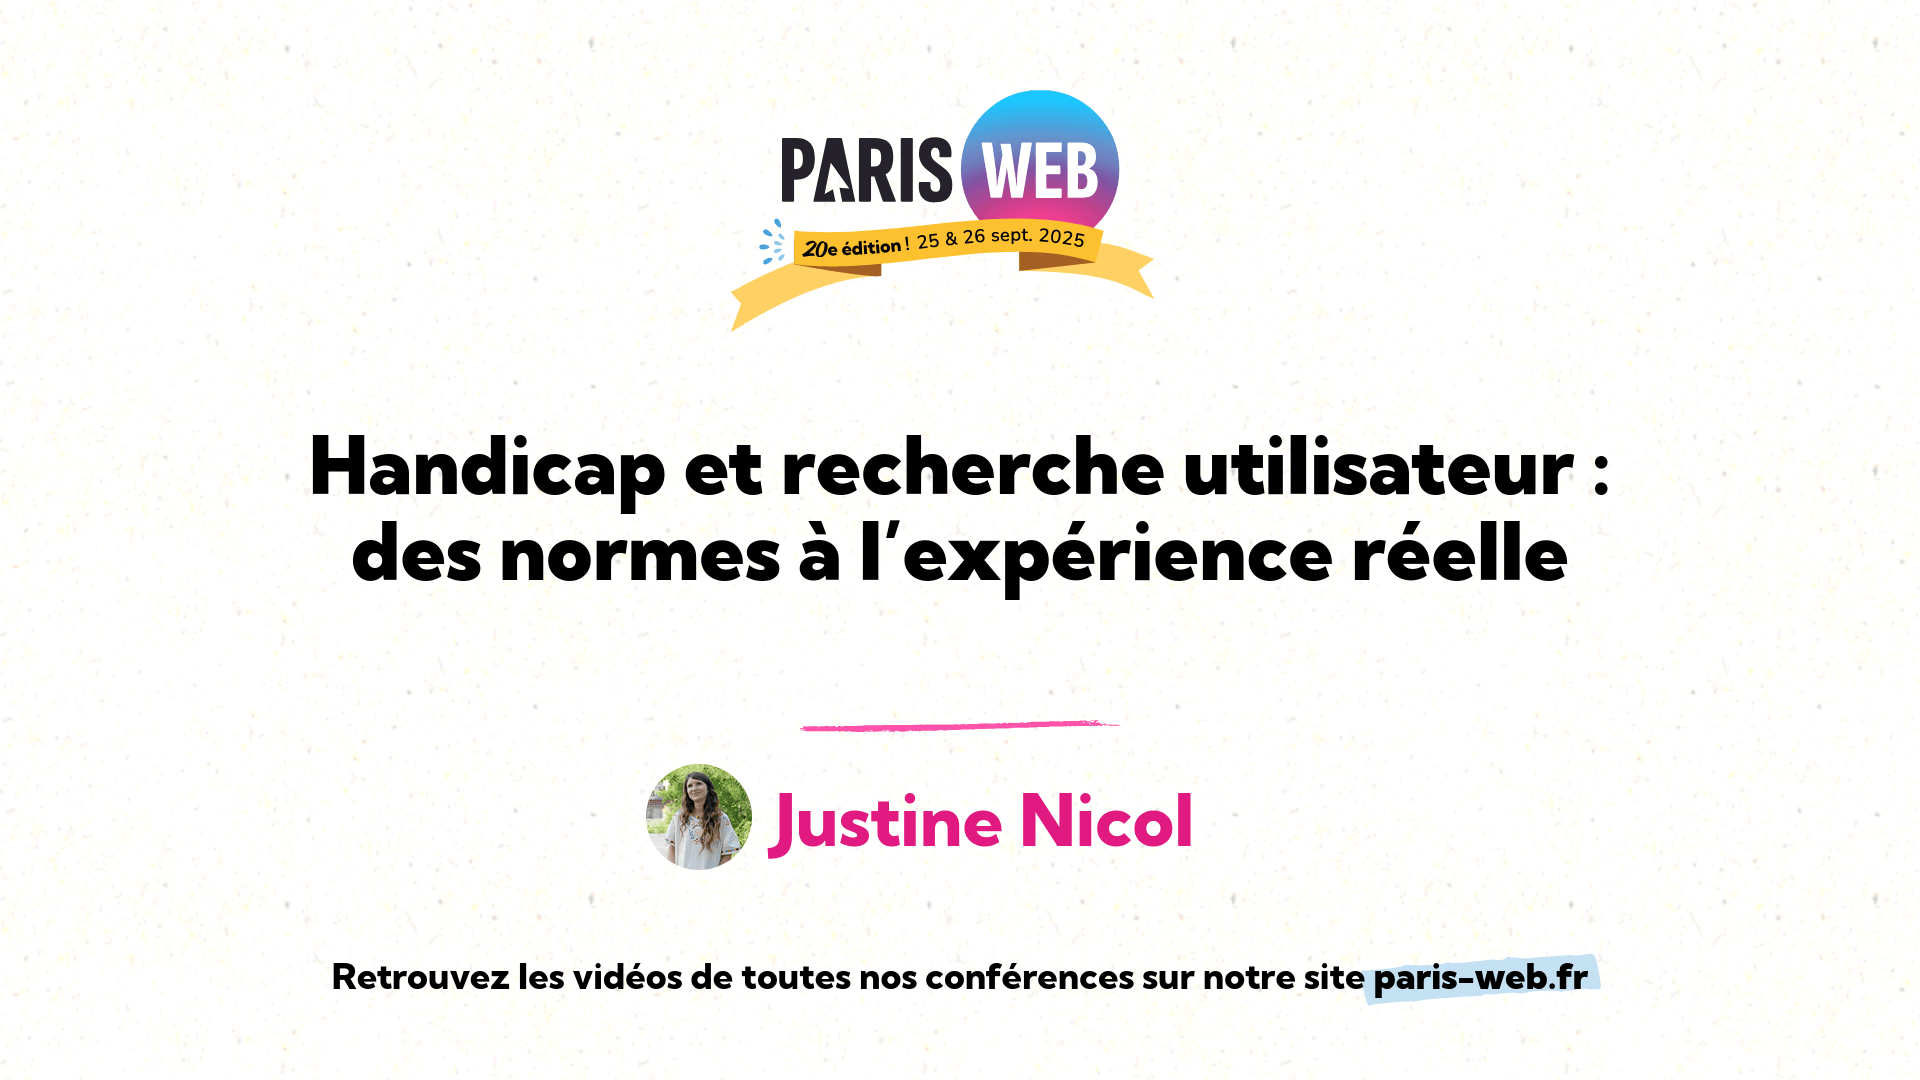 PARIS WEB
20e édition ! 25 & 26 sept. 2025
Handicap et recherche utilisateur :
des normes à l’expérience réelle
Justine Nicol
Retrouvez les vidéos de toutes nos conférences sur notre site paris-web.fr